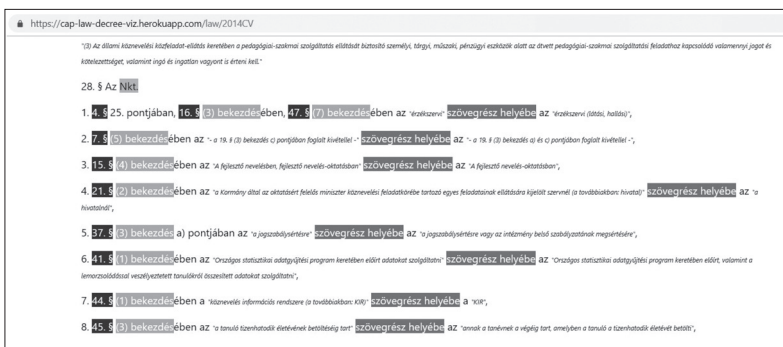 https://cap-law-decree-viz.herokuapp.com/law/2014CV
"(3) Az állami köznevelési közfeladat-ellátás keretében a pedagógiai-szakmai szolgáltatás ellátását biztosító személyi, tárgyi, műszaki, pénzügyi eszközök alatt az átvett pedagógiai-szakmai szolgáltatási feladathoz kapcsolódó valamennyi jogot és
kötelezettséget, valamint ingó és ingatlan vagyont is érteni kell."
28. § Az Nkt.
1. 4. § 25. pontjában, 16. § (3) bekezdésében, 47. § (7) bekezdésében az "érzékszervi" szövegrész helyébe az "érzékszervi (látási, hallási)",
2. 7. § (5) bekezdésében az "- a 19. § (3) bekezdés c) pontjában foglalt kivétellel -" szövegrész helyébe az "- a 19. § (3) bekezdés a) és c) pontjában foglalt kivétellel -",
3. 15. § (4) bekezdésében az "A fejlesztő nevelésben, fejlesztő nevelés-oktatásban" szövegrész helyébe az "A fejlesztő nevelés-oktatásban",
4. 21. § (2) bekezdésében az "a Kormány által az oktatásért felelős miniszter köznevelési feladatkörébe tartozó egyes feladatainak ellátására kijelölt szervnél (a továbbiakban: hivatal)" szövegrész helyébe az "a
hivatalnál",
5. 37. § (3) bekezdés a) pontjában az "a jogszabálysértésre" szövegrész helyébe az "a jogszabálysértésre vagy az intézmény belső szabályzatának megsértésére",
6. 41. § (1) bekezdésében az "Országos statisztikai adatgyűjtési program keretében előírt adatokat szolgáltatni" szövegrész helyébe az "Országos statisztikai adatgyűjtési program keretében előírt, valamint a
lemorzsolódással veszélyeztetett tanulókról összesített adatokat szolgáltatni",
7. 44. § (1) bekezdésében a "köznevelés információs rendszere (a továbbiakban: KIR)" szövegrész helyébe a "KIR",
8. 45. § (3) bekezdésében az "a tanuló tizenhatodik életévének betöltéséig tart" szövegrész helyébe az "annak a tanévnek a végéig tart, amelyben a tanuló a tizenhatodik életévét betölti",